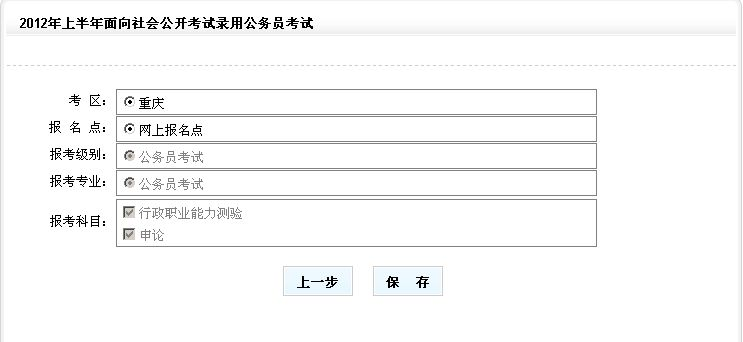 2012年上半年面向社会公开考试录用公务员考试
考 区： 重庆
报 名 点： 网上报名点
报考级别： 公务员考试
报考专业： 公务员考试
报考科目： 行政职业能力测验
申论
上一步 保 存